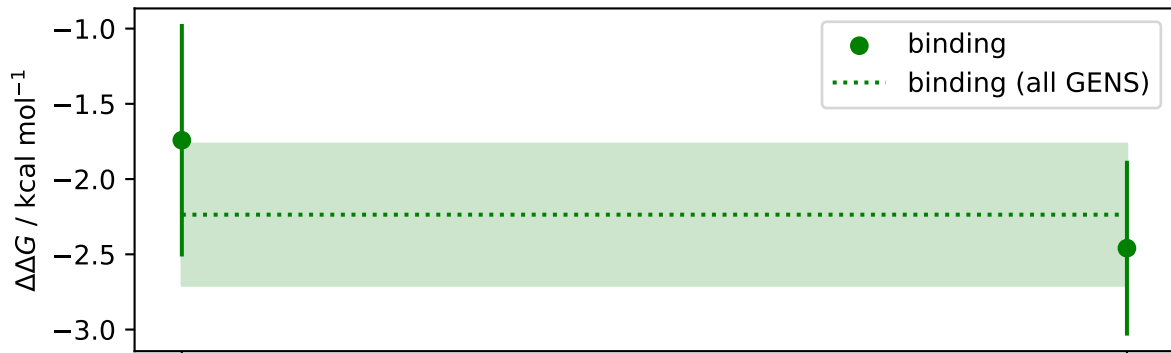 −1.0
−1.5
−2.0
−2.5
−3.0
ΔΔG / kcal mol⁻¹
binding
binding (all GENS)